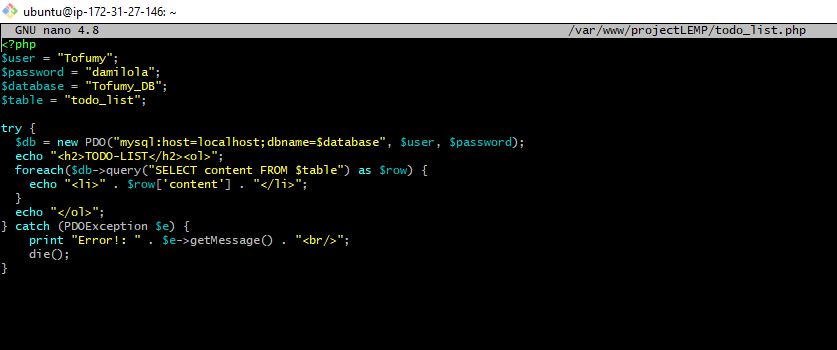 ubuntu@ip-172-31-27-146: ~
GNU nano 4.8 /var/www/projectLEMP/todo_list.php
<?php
$user = "Tofumy";
$password = "damilola";
$database = "Tofumy_DB";
$table = "todo_list";

try {
  $db = new PDO("mysql:host=localhost;dbname=$database", $user, $password);
  echo "<h2>TODO-LIST</h2><ol>";
  foreach($db->query("SELECT content FROM $table") as $row) {
    echo "<li>" . $row['content'] . "</li>";
  }
  echo "</ol>";
} catch (PDOException $e) {
    print "Error!: " . $e->getMessage() . "<br/>";
    die();
}